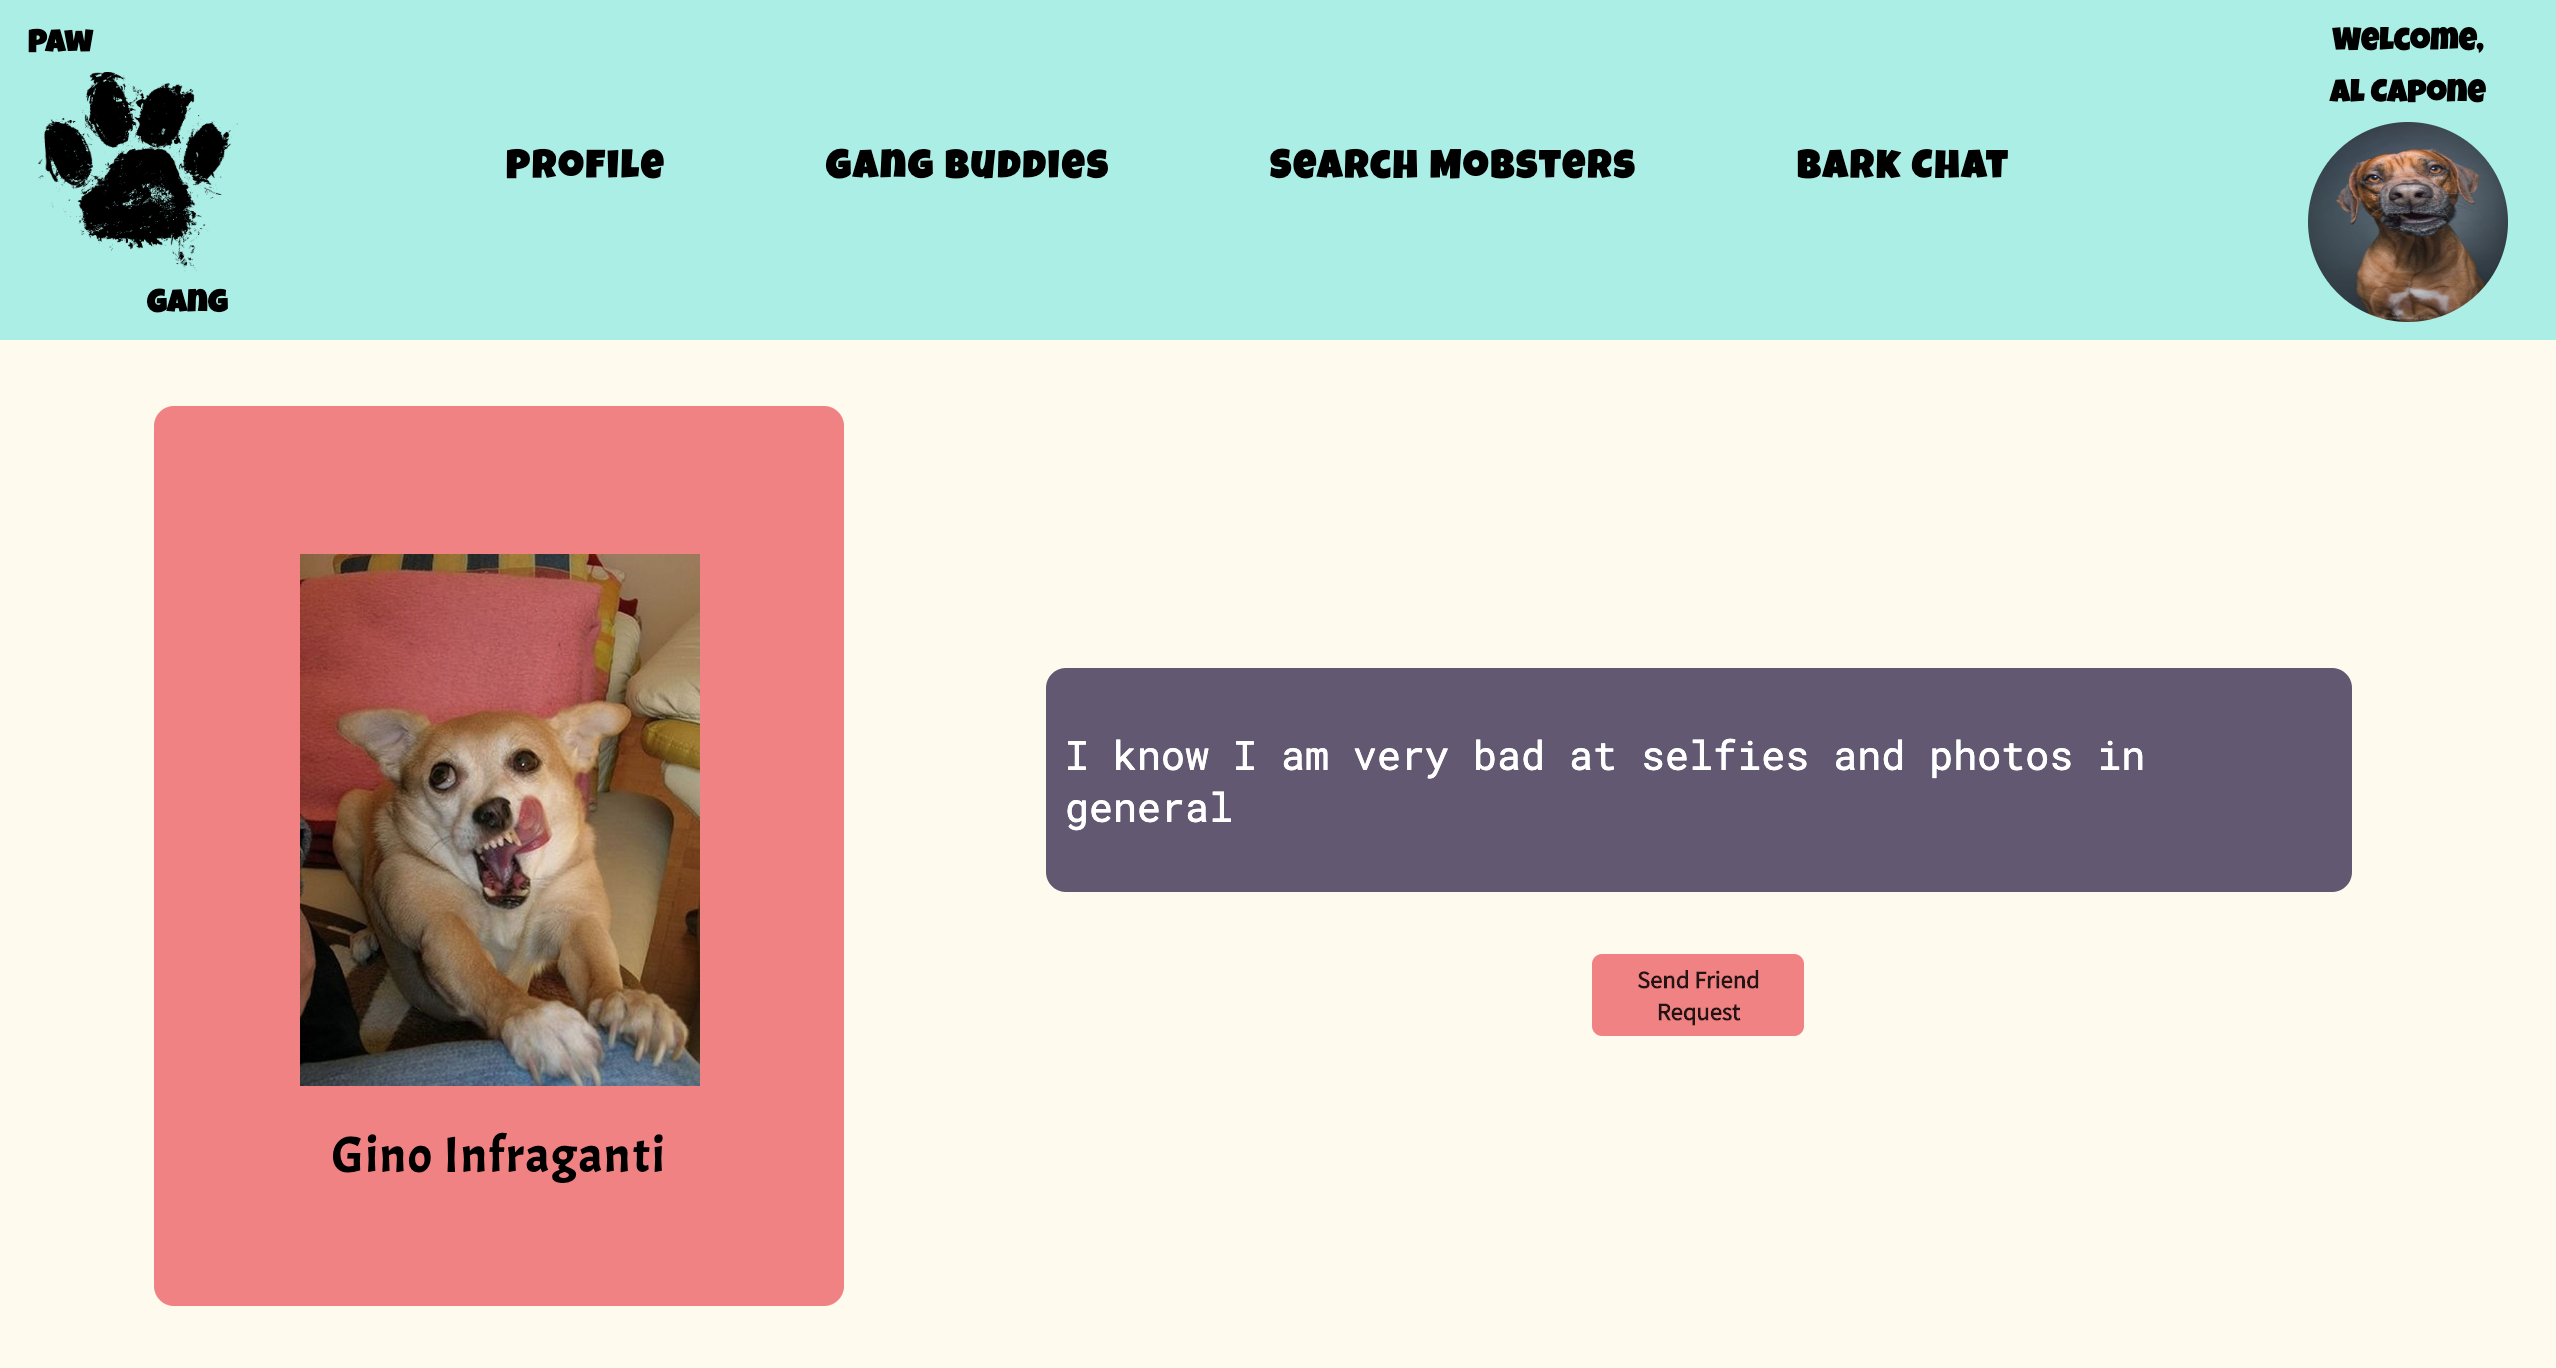 PAW
GANG
PROFILE
GANG BUDDIES
SEARCH MOBSTERS
BARK CHAT
Welcome,
Al Capone
I know I am very bad at selfies and photos in
general
Send Friend
Request
Gino Infraganti